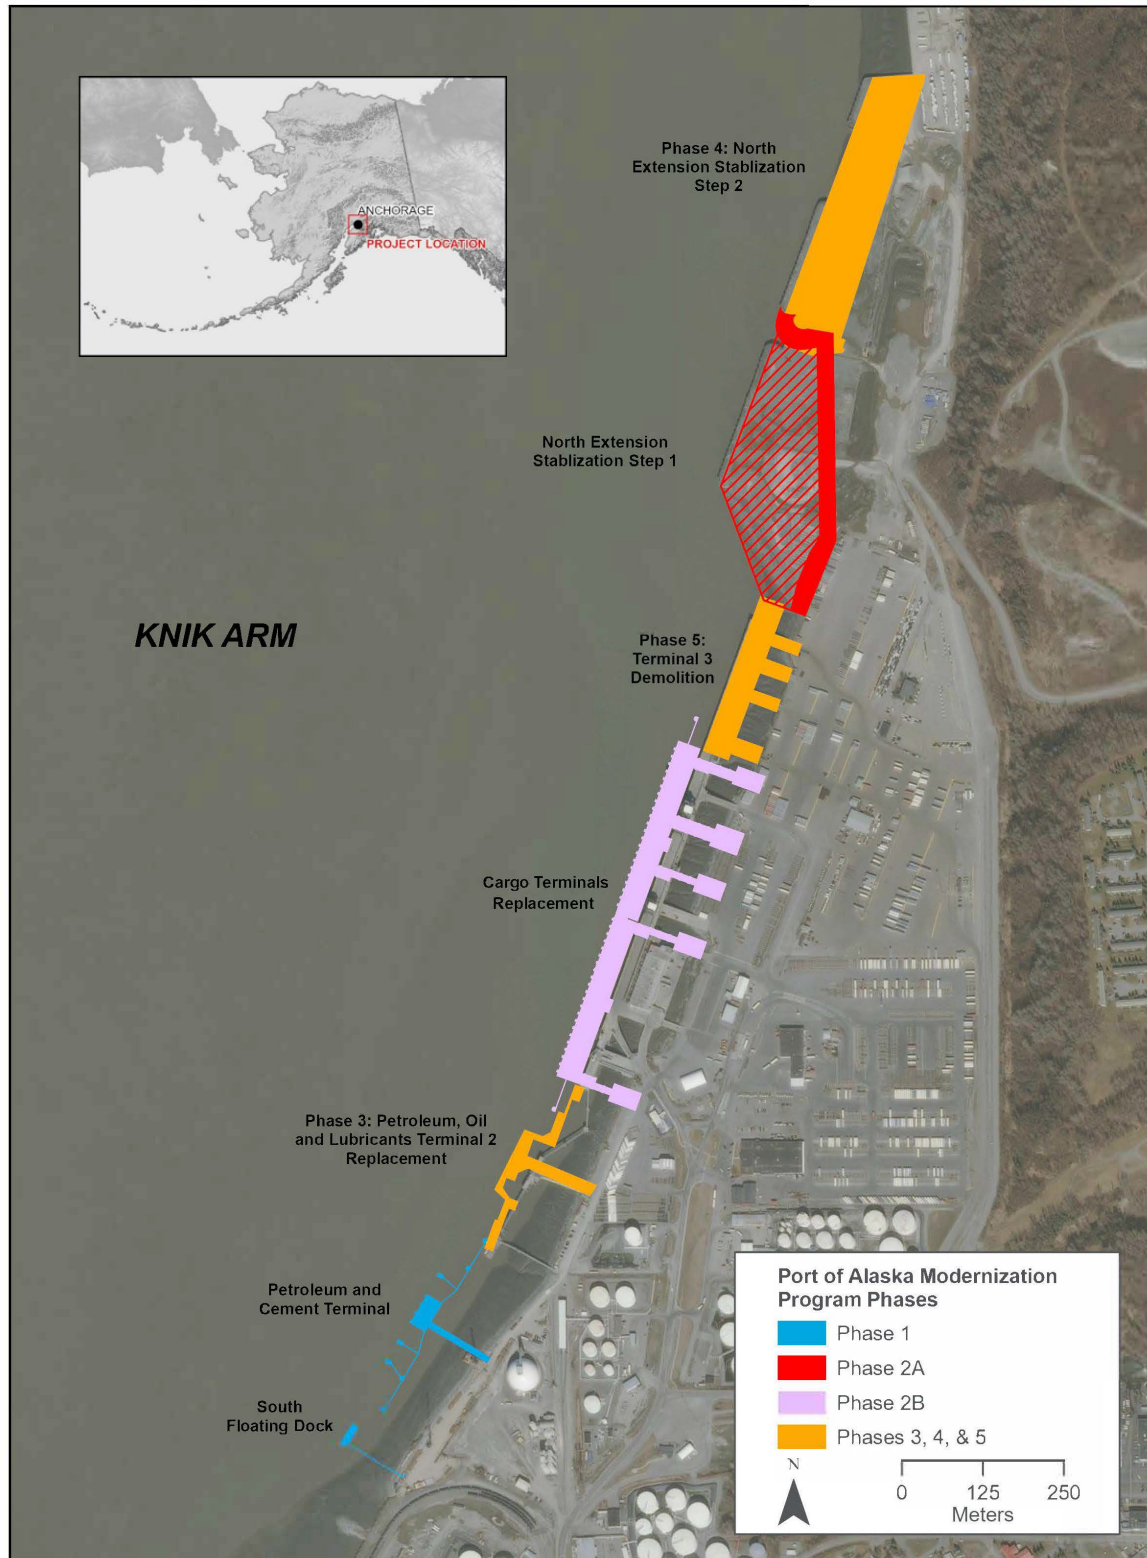 ANCHORAGE
PROJECT LOCATION
Phase 4: North
Extension Stablization
Step 2
North Extension
Stablization Step 1
KNIK ARM
Phase 5:
Terminal 3
Demolition
Cargo Terminals
Replacement
Phase 3: Petroleum, Oil
and Lubricants Terminal 2
Replacement
Petroleum and
Cement Terminal
South
Floating Dock
Port of Alaska Modernization
Program Phases
Phase 1
Phase 2A
Phase 2B
Phases 3, 4, & 5
N
0 125 250
Meters